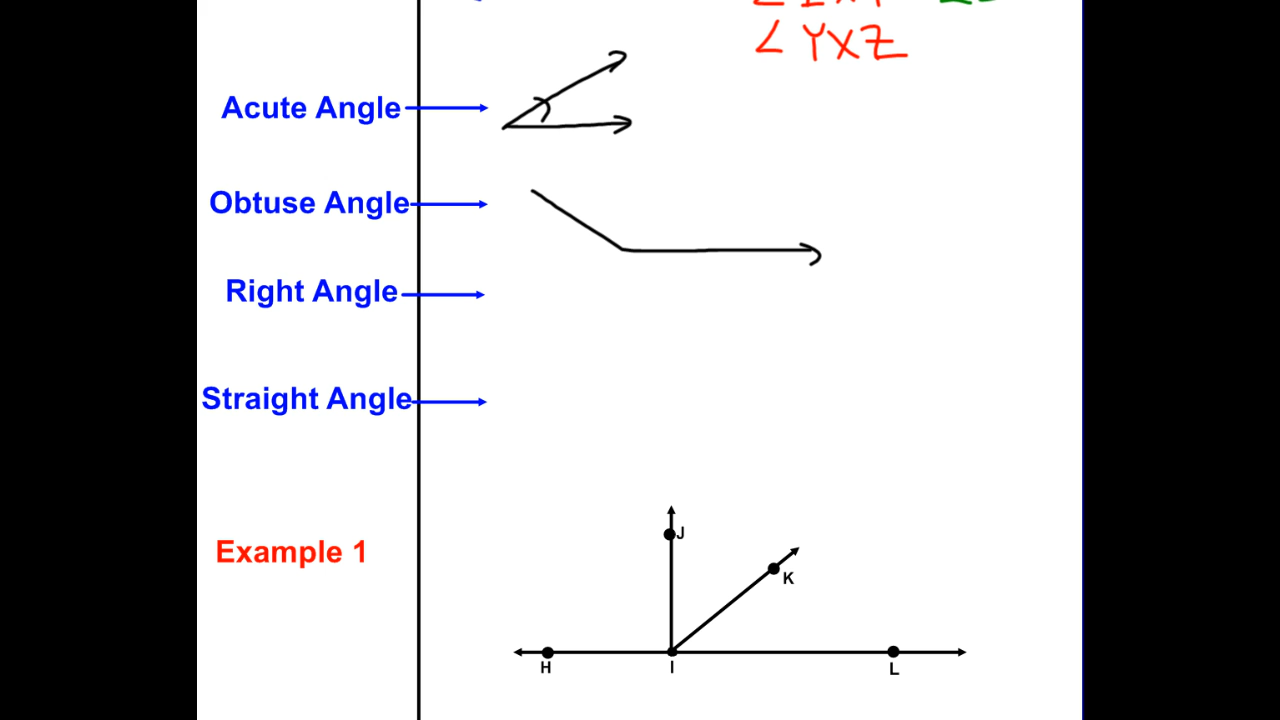 ∠ YXZ
Acute Angle
Obtuse Angle
Right Angle
Straight Angle
Example 1
J
K
H
I
L